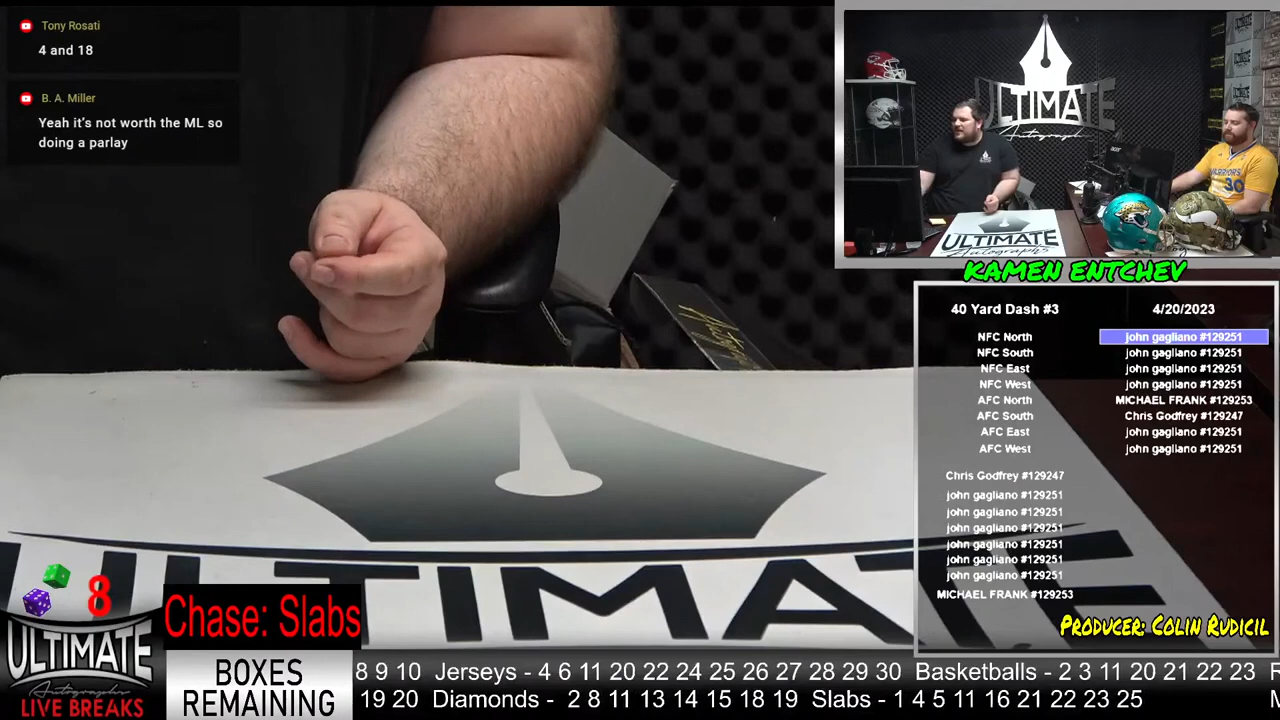 Tony Rosati
4 and 18
B. A. Miller
Yeah it's not worth the ML so
doing a parlay
ULTIMATE
Autographs
WARRIORS
30
ULTIMATE
Autographs
KAMEN ENTCHEV
40 Yard Dash #3 4/20/2023
NFC North john gagliano #129251
NFC South john gagliano #129251
NFC East john gagliano #129251
NFC West john gagliano #129251
AFC North MICHAEL FRANK #129253
AFC South Chris Godfrey #129247
AFC East john gagliano #129251
AFC West john gagliano #129251
Chris Godfrey #129247
john gagliano #129251
john gagliano #129251
john gagliano #129251
john gagliano #129251
john gagliano #129251
john gagliano #129251
MICHAEL FRANK #129253
PRODUCER: COLIN RUDICIL
ULTIMATE
8
ULTIMATE
Autographs
LIVE BREAKS
Chase: Slabs
BOXES
REMAINING
8 9 10 Jerseys - 4 6 11 20 22 24 25 26 27 28 29 30 Basketballs - 2 3 11 20 21 22 23
19 20 Diamonds - 2 8 11 13 14 15 18 19 Slabs - 1 4 5 11 16 21 22 23 25